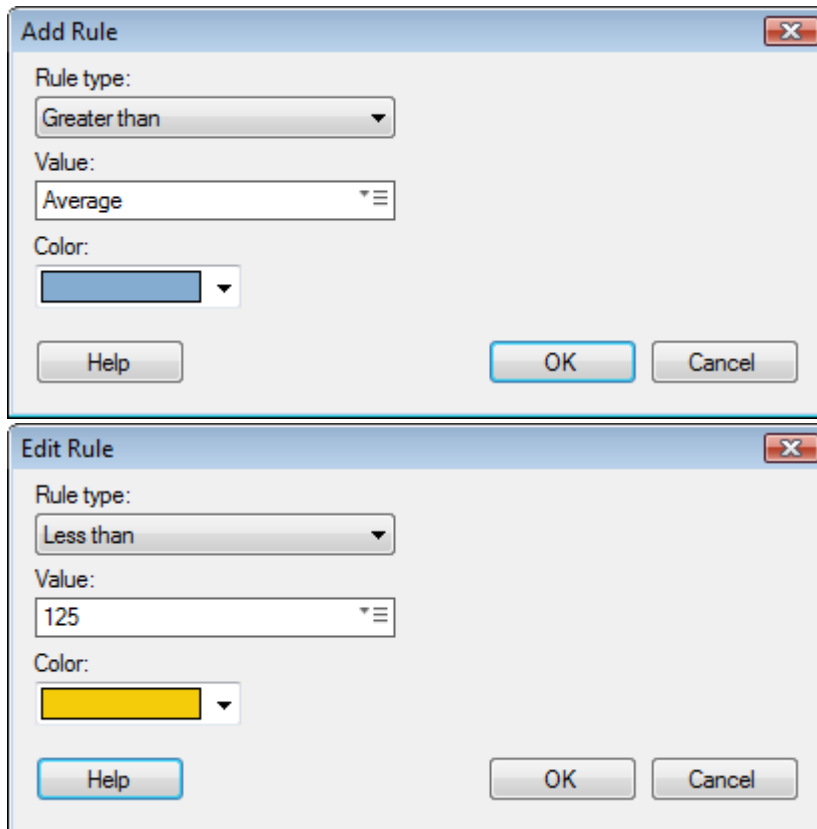 Add Rule
Rule type:
Greater than
Value:
Average
Color:
Help OK Cancel
Edit Rule
Rule type:
Less than
Value:
125
Color:
Help OK Cancel